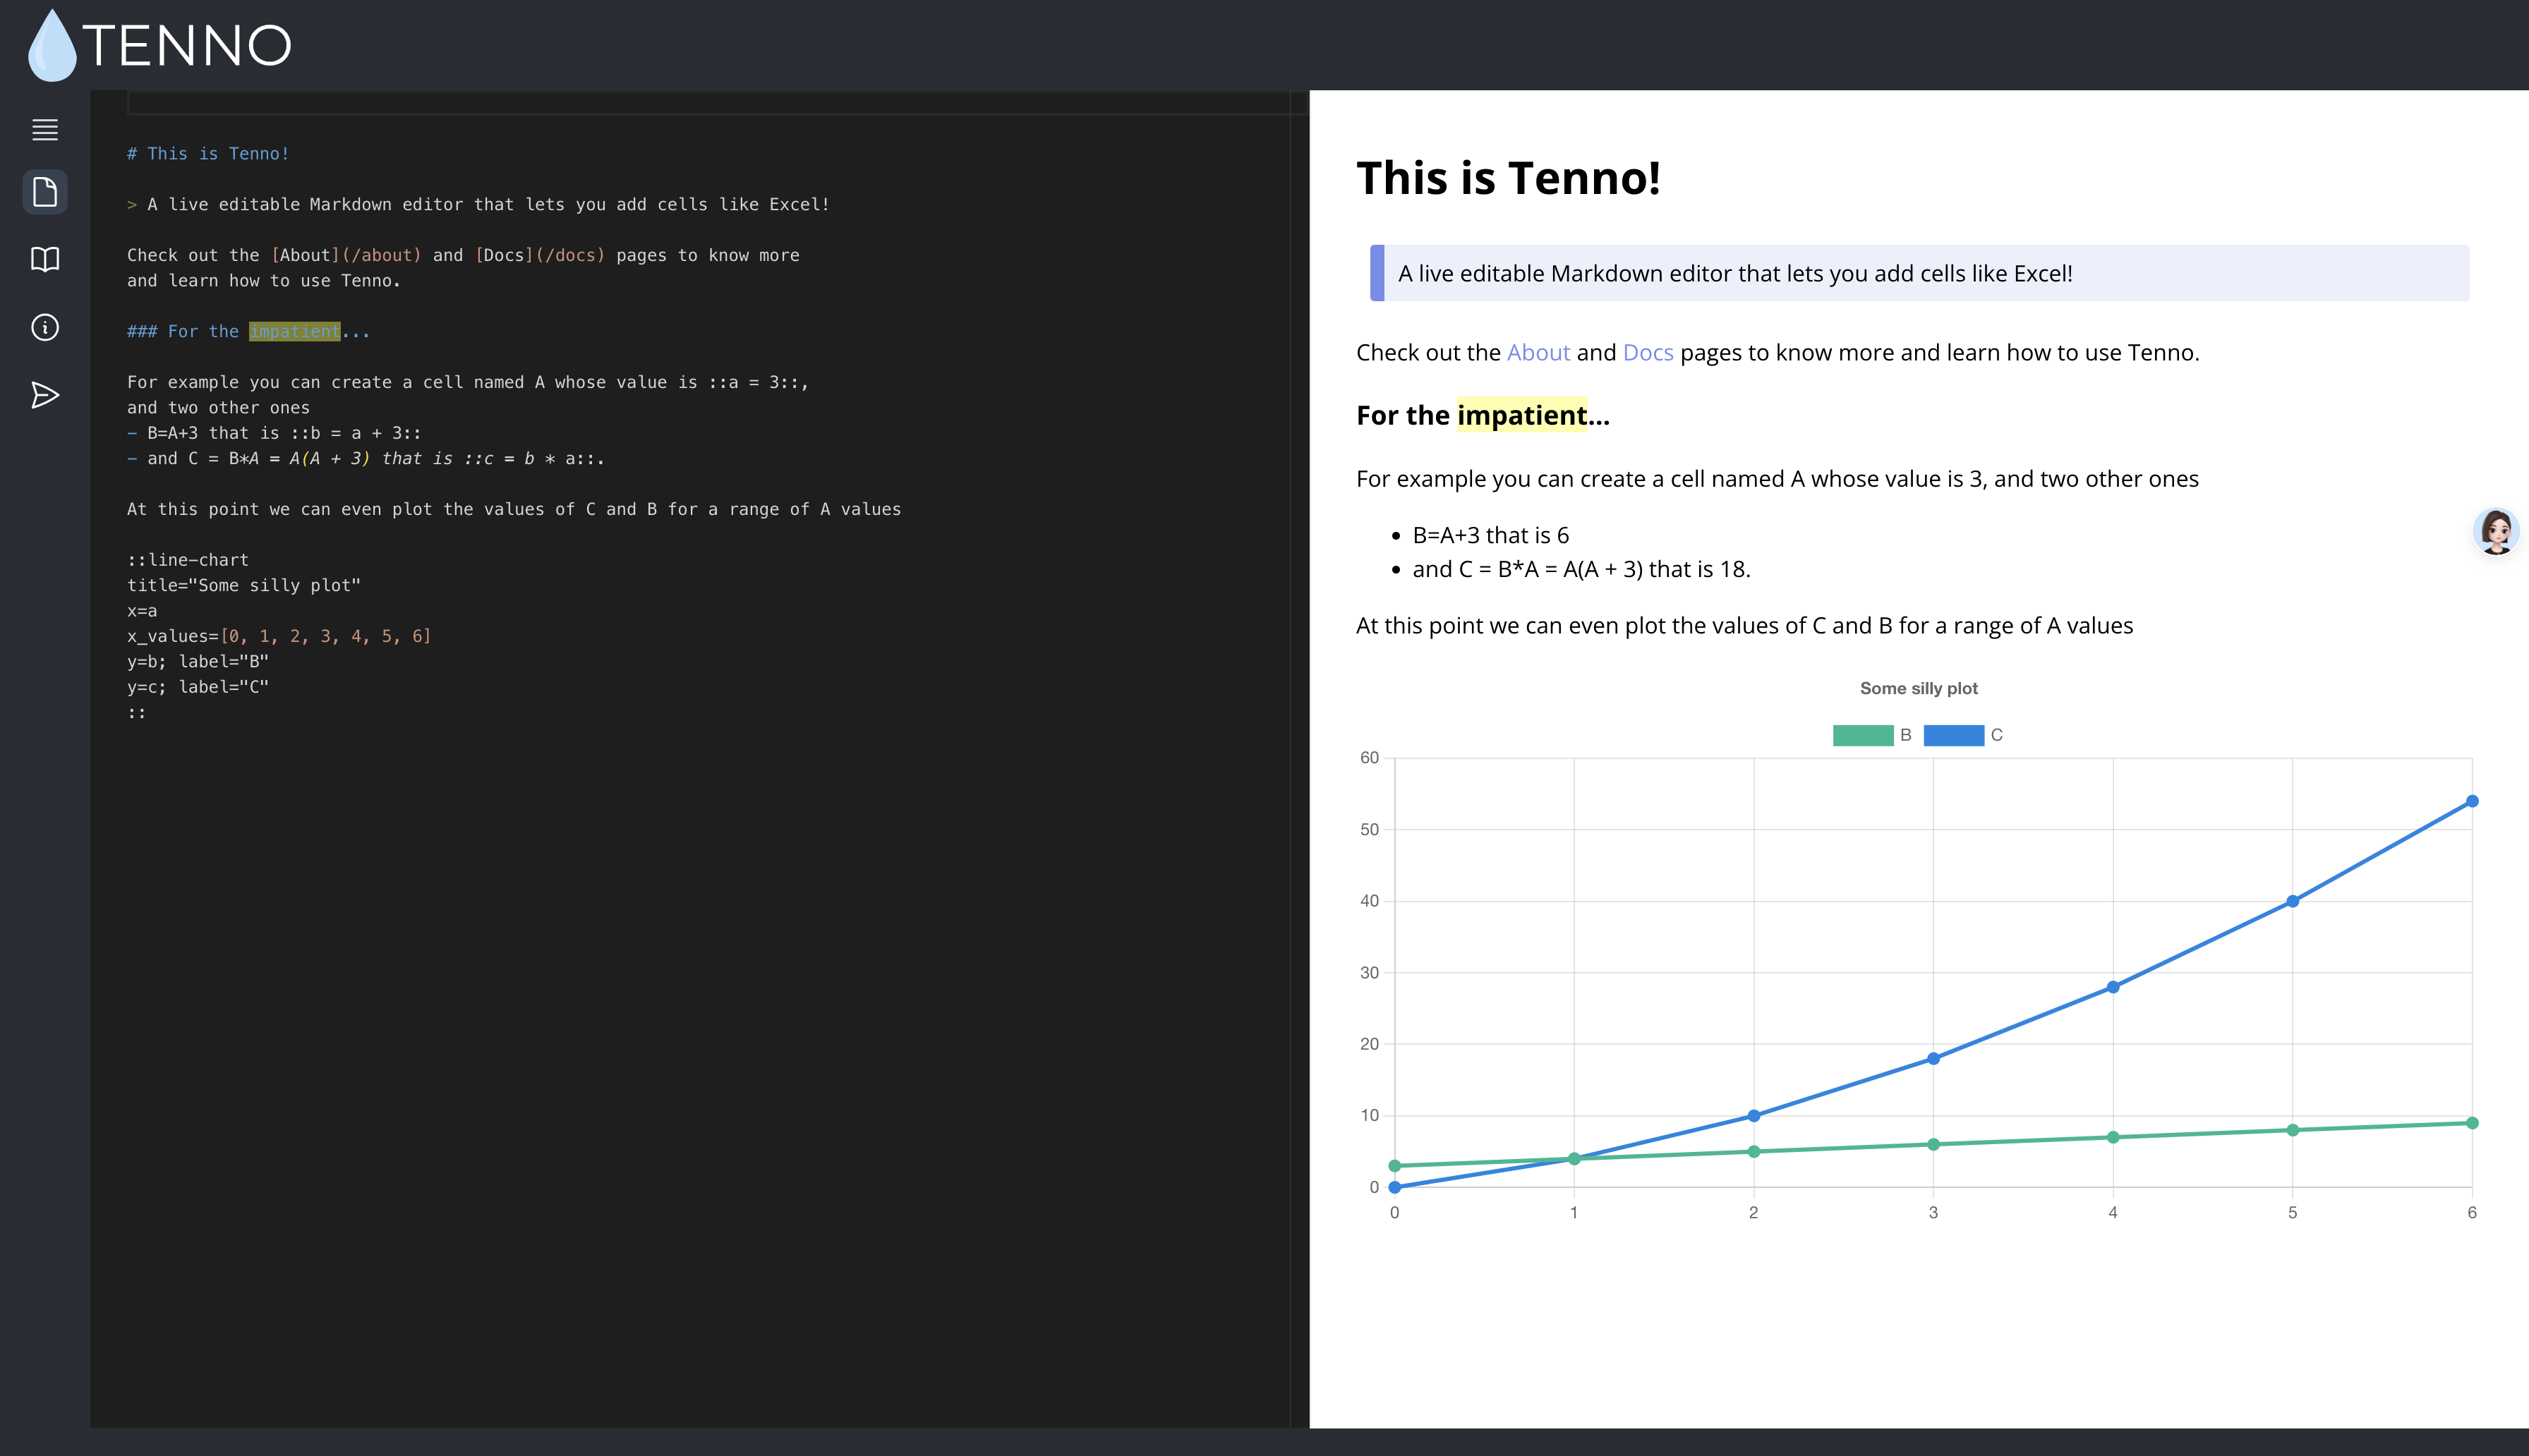 TENNO
# This is Tenno!
> A live editable Markdown editor that lets you add cells like Excel!
Check out the [About](/about) and [Docs](/docs) pages to know more
and learn how to use Tenno.
### For the impatient...
For example you can create a cell named A whose value is ::a = 3::,
and two other ones
- B=A+3 that is ::b = a + 3::
- and C = B*A = A(A + 3) that is ::c = b * a::.
At this point we can even plot the values of C and B for a range of A values
::line-chart
title="Some silly plot"
x=a
x_values=[0, 1, 2, 3, 4, 5, 6]
y=b; label="B"
y=c; label="C"
::
This is Tenno!
A live editable Markdown editor that lets you add cells like Excel!
Check out the About and Docs pages to know more and learn how to use Tenno.
For the impatient...
For example you can create a cell named A whose value is 3, and two other ones
• B=A+3 that is 6
• and C = B*A = A(A + 3) that is 18.
At this point we can even plot the values of C and B for a range of A values
Some silly plot
B C
60
50
40
30
20
10
0
0 1 2 3 4 5 6